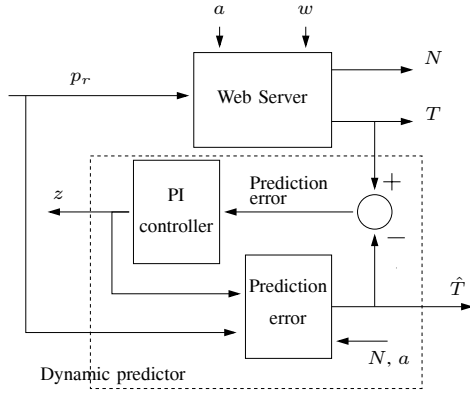 a
w
p_r
Web Server
N
T
z
PI
controller
Prediction
error
+
−
Prediction
error
T̂
N, a
Dynamic predictor